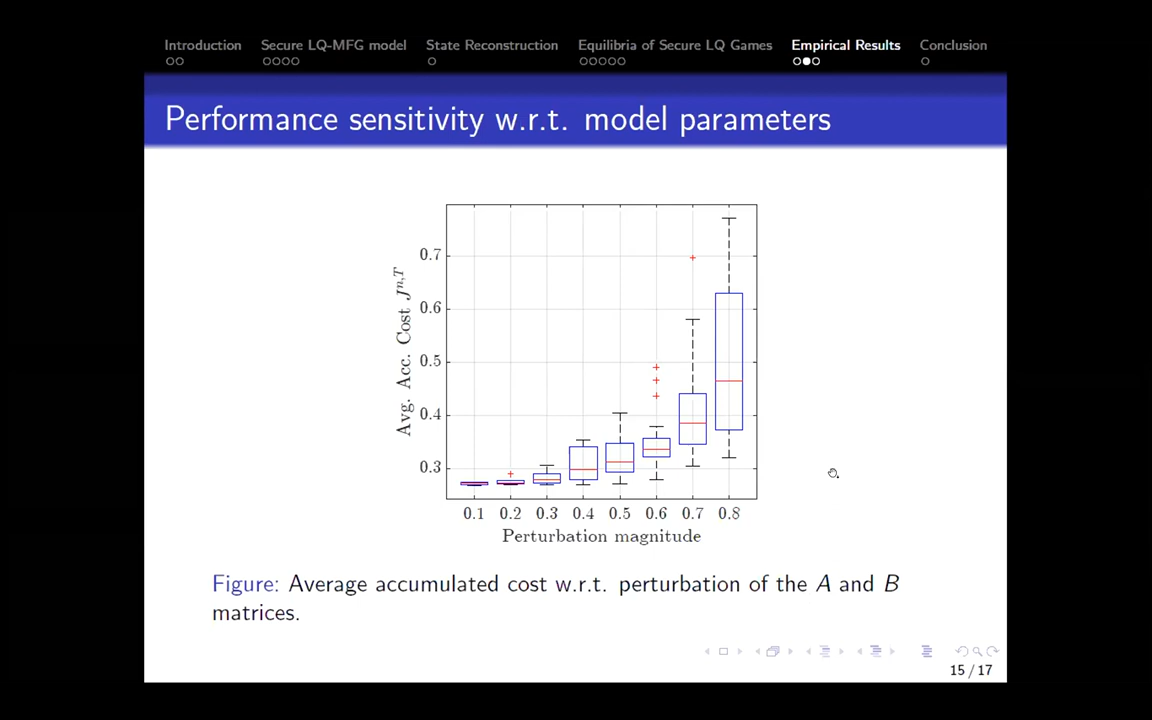 Introduction Secure LQ-MFG model State Reconstruction Equilibria of Secure LQ Games Empirical Results Conclusion
Performance sensitivity w.r.t. model parameters
Avg. Acc. Cost J^{n,T}
0.7
0.6
0.5
0.4
0.3
0.1 0.2 0.3 0.4 0.5 0.6 0.7 0.8
Perturbation magnitude
Figure: Average accumulated cost w.r.t. perturbation of the A and B
matrices.
15 / 17